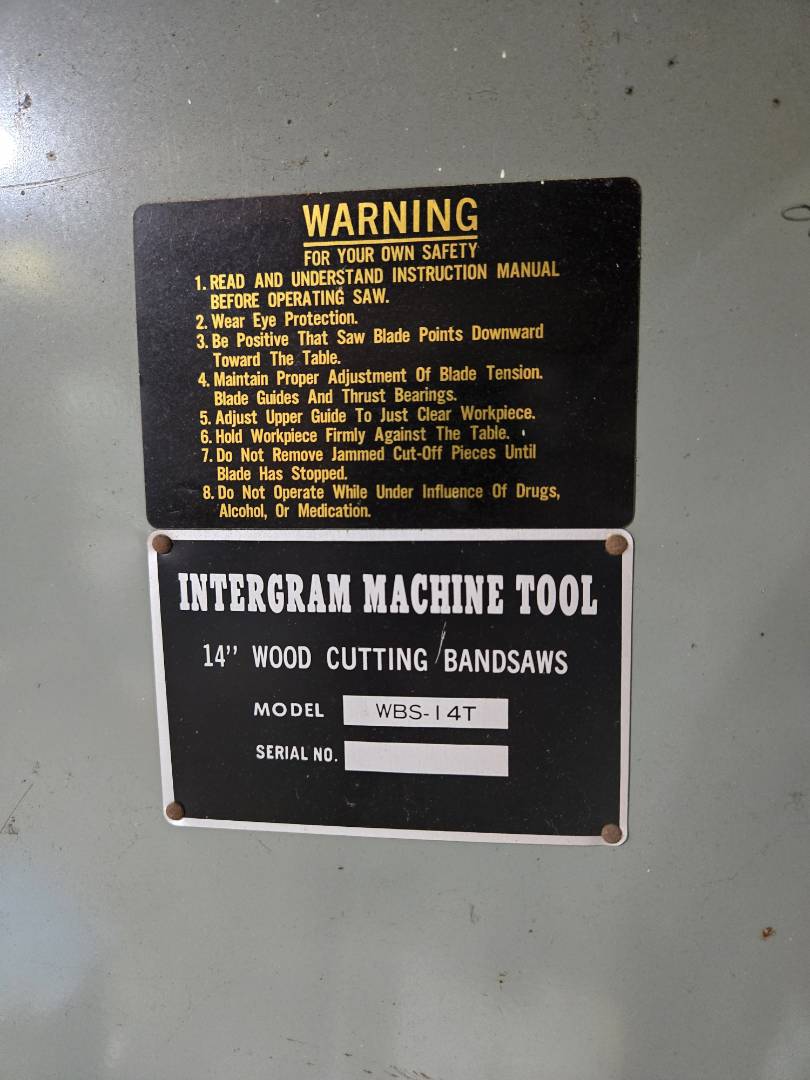 WARNING
FOR YOUR OWN SAFETY
1. READ AND UNDERSTAND INSTRUCTION MANUAL
BEFORE OPERATING SAW.
2. Wear Eye Protection.
3. Be Positive That Saw Blade Points Downward
Toward The Table.
4. Maintain Proper Adjustment Of Blade Tension.
Blade Guides And Thrust Bearings.
5. Adjust Upper Guide To Just Clear Workpiece.
6. Hold Workpiece Firmly Against The Table.
7. Do Not Remove Jammed Cut-Off Pieces Until
Blade Has Stopped.
8. Do Not Operate While Under Influence Of Drugs,
Alcohol, Or Medication.
INTERGRAM MACHINE TOOL
14" WOOD CUTTING BANDSAWS
MODEL WBS-14T
SERIAL NO.